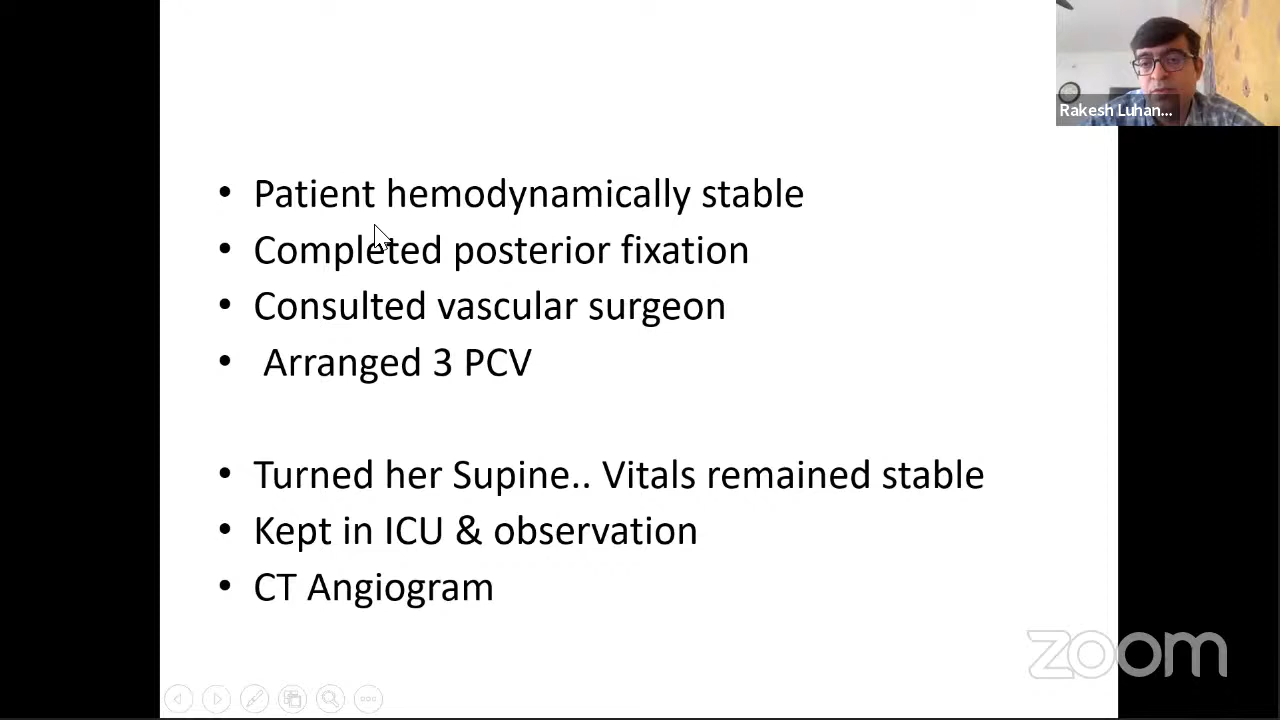 Rakesh Luhan...
• Patient hemodynamically stable
• Completed posterior fixation
• Consulted vascular surgeon
• Arranged 3 PCV
• Turned her Supine.. Vitals remained stable
• Kept in ICU & observation
• CT Angiogram
zoom